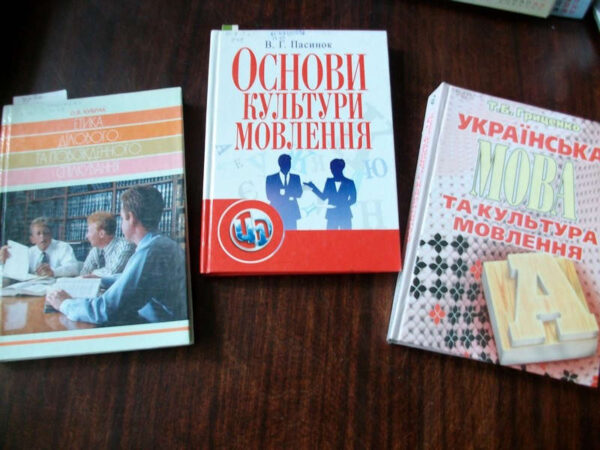 ЕТИКА
ДІЛОВОГО
ТА ПОВСЯКДЕННОГО
СПІЛКУВАННЯ
В. Г. Пасинок
ОСНОВИ
КУЛЬТУРИ
МОВЛЕННЯ
Т.Б. Гриценко
УКРАЇНСЬКА
МОВА
ТА КУЛЬТУРА
МОВЛЕННЯ
А